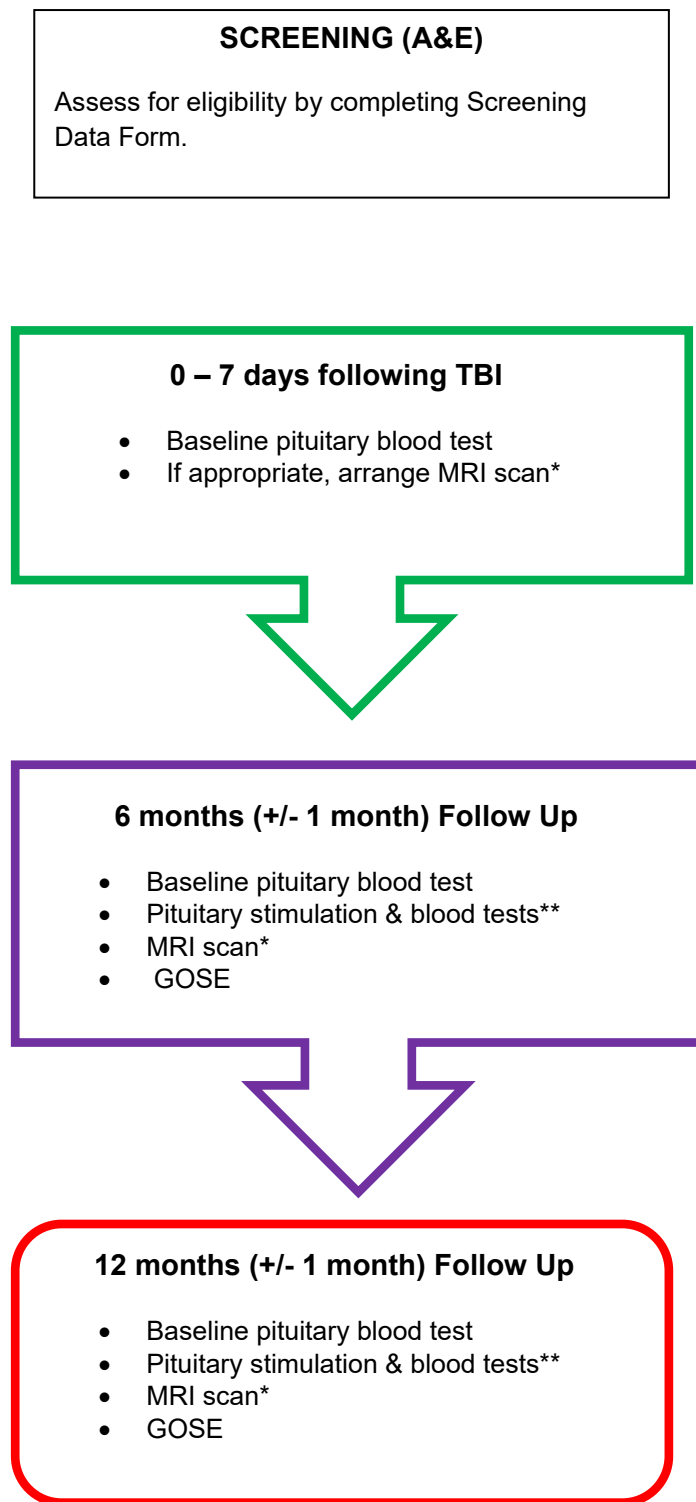 SCREENING (A&E)
Assess for eligibility by completing Screening
Data Form.
0 – 7 days following TBI
• Baseline pituitary blood test
• If appropriate, arrange MRI scan*
6 months (+/- 1 month) Follow Up
• Baseline pituitary blood test
• Pituitary stimulation & blood tests**
• MRI scan*
• GOSE
12 months (+/- 1 month) Follow Up
• Baseline pituitary blood test
• Pituitary stimulation & blood tests**
• MRI scan*
• GOSE